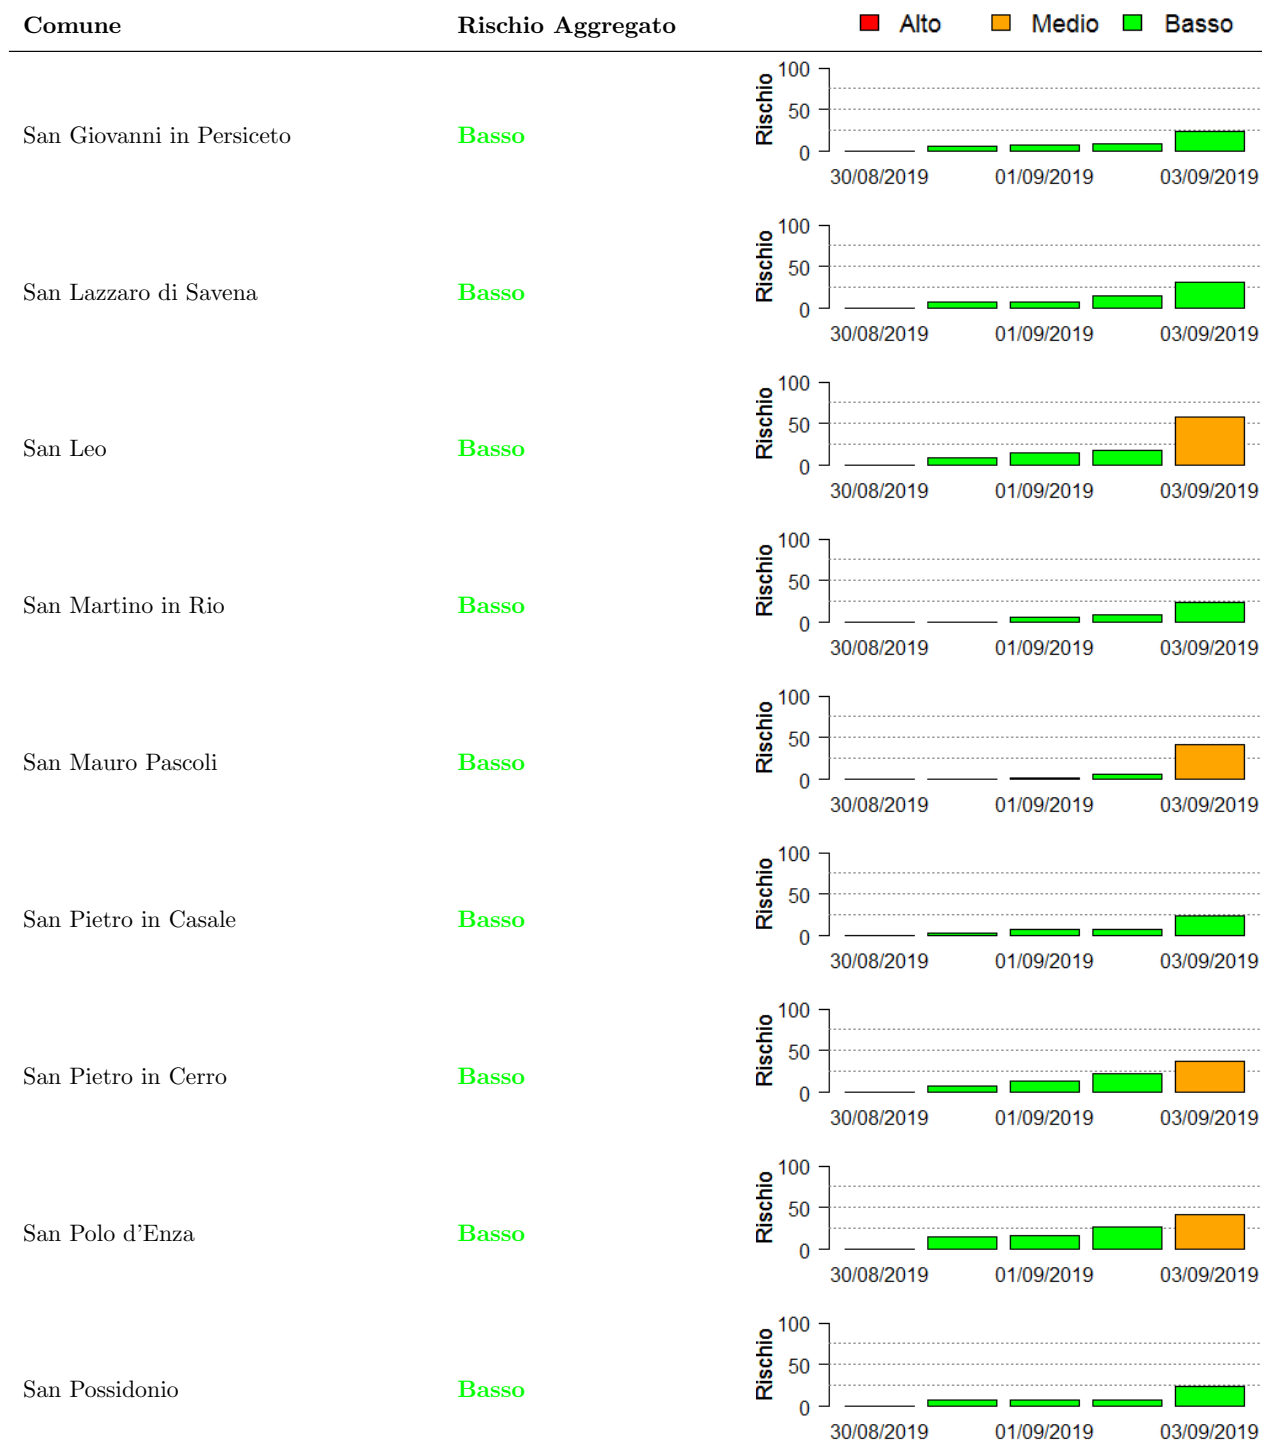 Comune Rischio Aggregato Alto Medio Basso
San Giovanni in Persiceto Basso Rischio 100 50 0
30/08/2019 01/09/2019 03/09/2019
San Lazzaro di Savena Basso Rischio 100 50 0
30/08/2019 01/09/2019 03/09/2019
San Leo Basso Rischio 100 50 0
30/08/2019 01/09/2019 03/09/2019
San Martino in Rio Basso Rischio 100 50 0
30/08/2019 01/09/2019 03/09/2019
San Mauro Pascoli Basso Rischio 100 50 0
30/08/2019 01/09/2019 03/09/2019
San Pietro in Casale Basso Rischio 100 50 0
30/08/2019 01/09/2019 03/09/2019
San Pietro in Cerro Basso Rischio 100 50 0
30/08/2019 01/09/2019 03/09/2019
San Polo d'Enza Basso Rischio 100 50 0
30/08/2019 01/09/2019 03/09/2019
San Possidonio Basso Rischio 100 50 0
30/08/2019 01/09/2019 03/09/2019